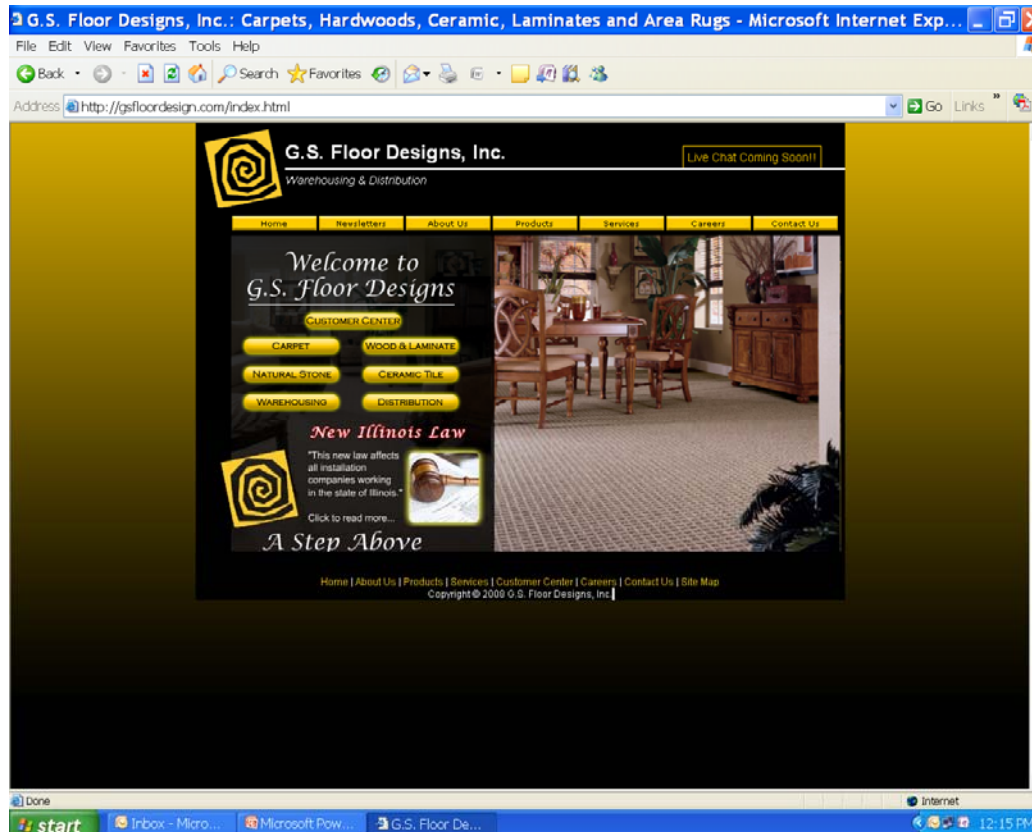 G.S. Floor Designs, Inc.: Carpets, Hardwoods, Ceramic, Laminates and Area Rugs - Microsoft Internet Exp...
File Edit View Favorites Tools Help
Back Search Favorites
Address http://gsfloordesign.com/index.html Go Links »
G.S. Floor Designs, Inc.
Live Chat Coming Soon!!
Warehousing & Distribution
Home Newsletters About Us Products Services Careers Contact Us
Welcome to
G.S. Floor Designs
CUSTOMER CENTER
CARPET WOOD & LAMINATE
NATURAL STONE CERAMIC TILE
WAREHOUSING DISTRIBUTION
New Illinois Law
"This new law affects
all installation
companies working
in the state of Illinois."
Click to read more...
A Step Above
Home | About Us | Products | Services | Customer Center | Careers | Contact Us | Site Map
Copyright © 2008 G.S. Floor Designs, Inc.
Done Internet
start Inbox - Micro... Microsoft Pow... G.S. Floor De... 12:15 PM